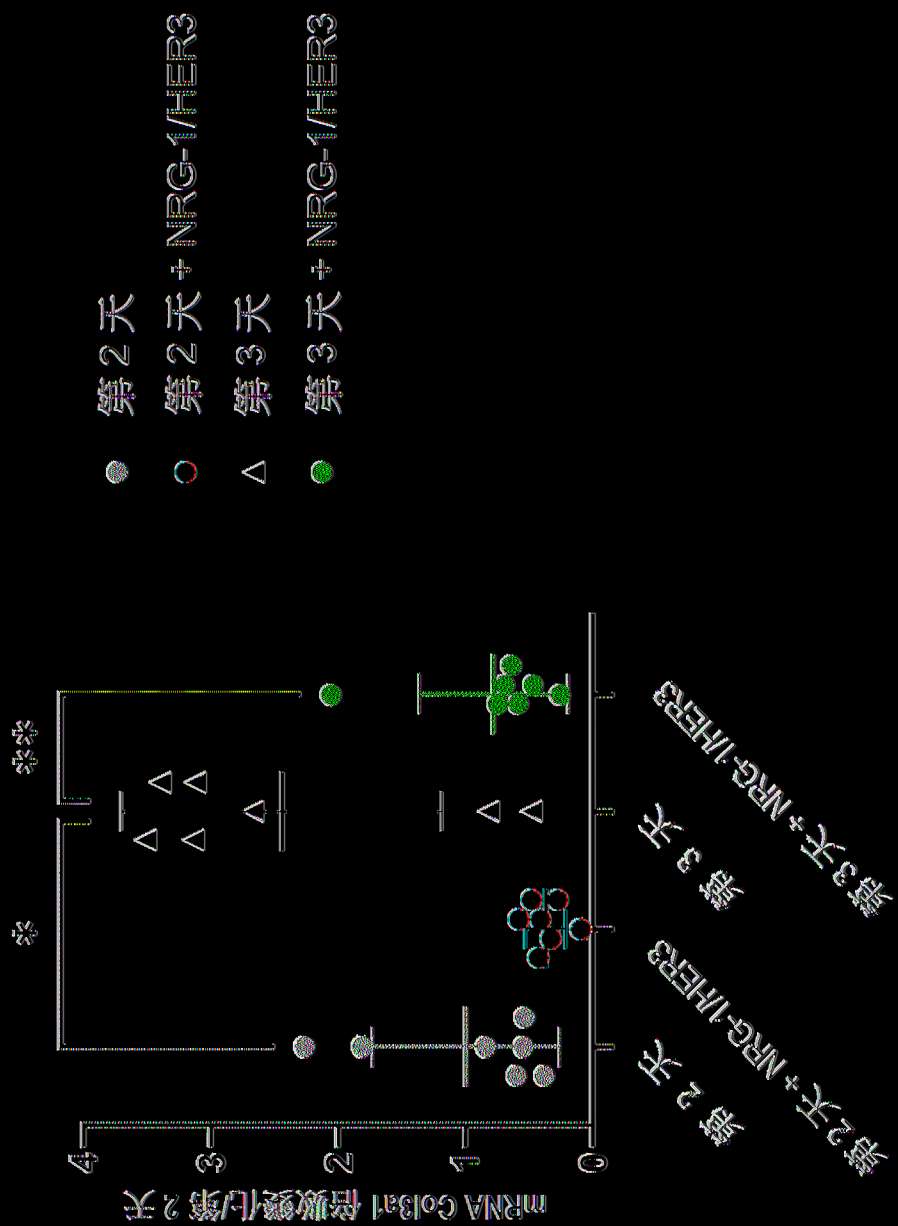 mRNA Col3a1 倍數變化/第 2 天
4
3
2
1
0
*
***
第 2 天
第 2 天 + NRG-1/HER3
第 3 天
第 3 天 + NRG-1/HER3
第 2 天
第 2 天 + NRG-1/HER3
第 3 天
第 3 天 + NRG-1/HER3